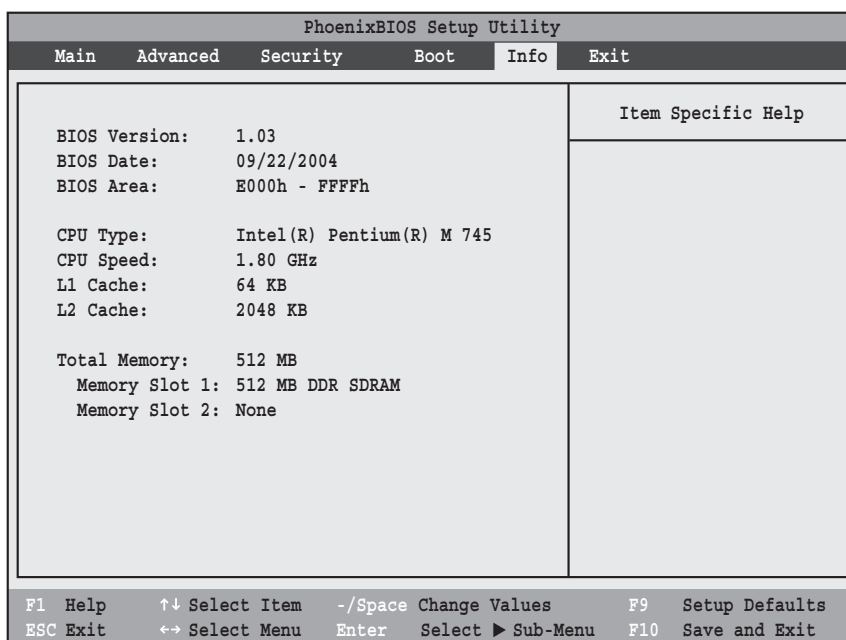 PhoenixBIOS Setup Utility
Main Advanced Security Boot Info Exit
Item Specific Help
BIOS Version: 1.03
BIOS Date: 09/22/2004
BIOS Area: E000h - FFFFh
CPU Type: Intel(R) Pentium(R) M 745
CPU Speed: 1.80 GHz
L1 Cache: 64 KB
L2 Cache: 2048 KB
Total Memory: 512 MB
Memory Slot 1: 512 MB DDR SDRAM
Memory Slot 2: None
F1 Help ↑↓ Select Item -/Space Change Values F9 Setup Defaults
ESC Exit ←→ Select Menu Enter Select ▶ Sub-Menu F10 Save and Exit